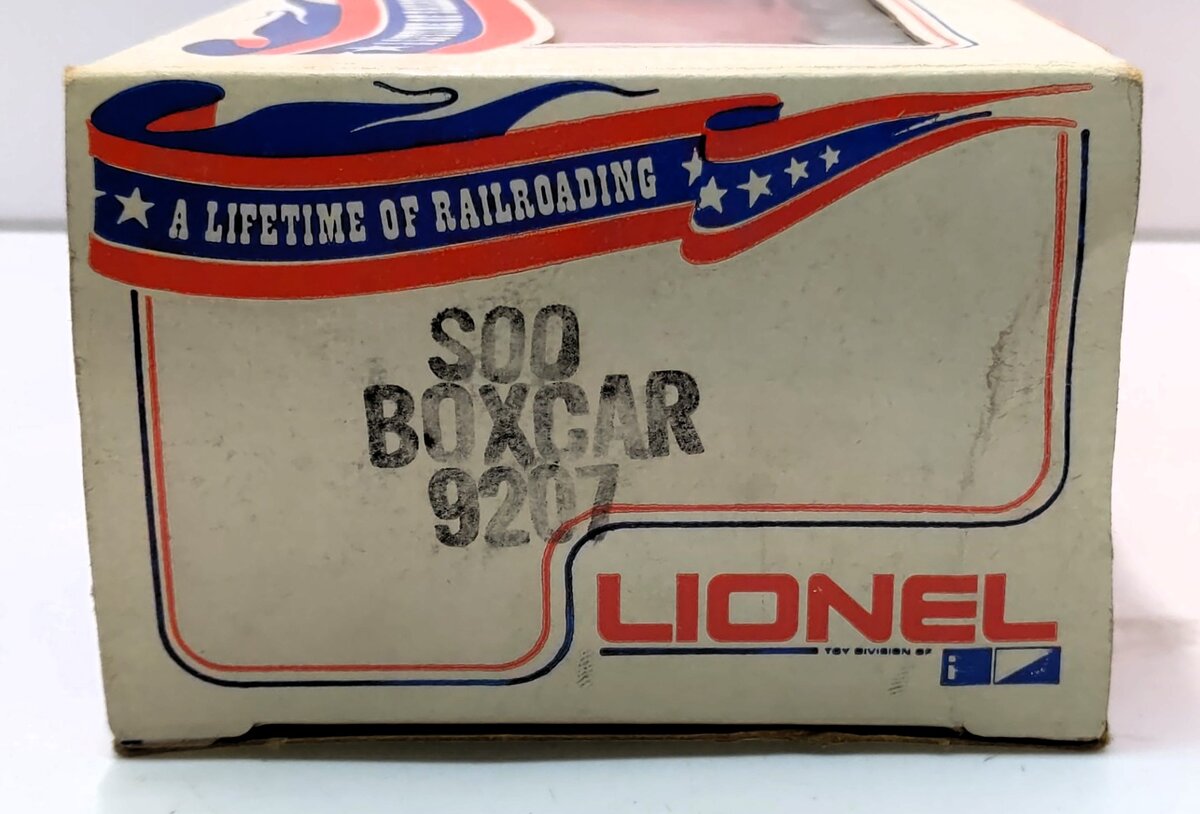 A LIFETIME OF RAILROADING
SOO
BOXCAR
9207
LIONEL
TOY DIVISION OF